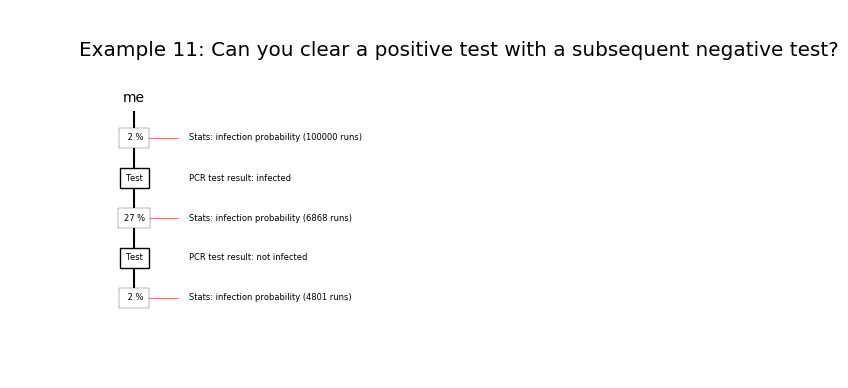 Example 11: Can you clear a positive test with a subsequent negative test?
me
2 % Stats: infection probability (100000 runs)
Test PCR test result: infected
27 % Stats: infection probability (6868 runs)
Test PCR test result: not infected
2 % Stats: infection probability (4801 runs)